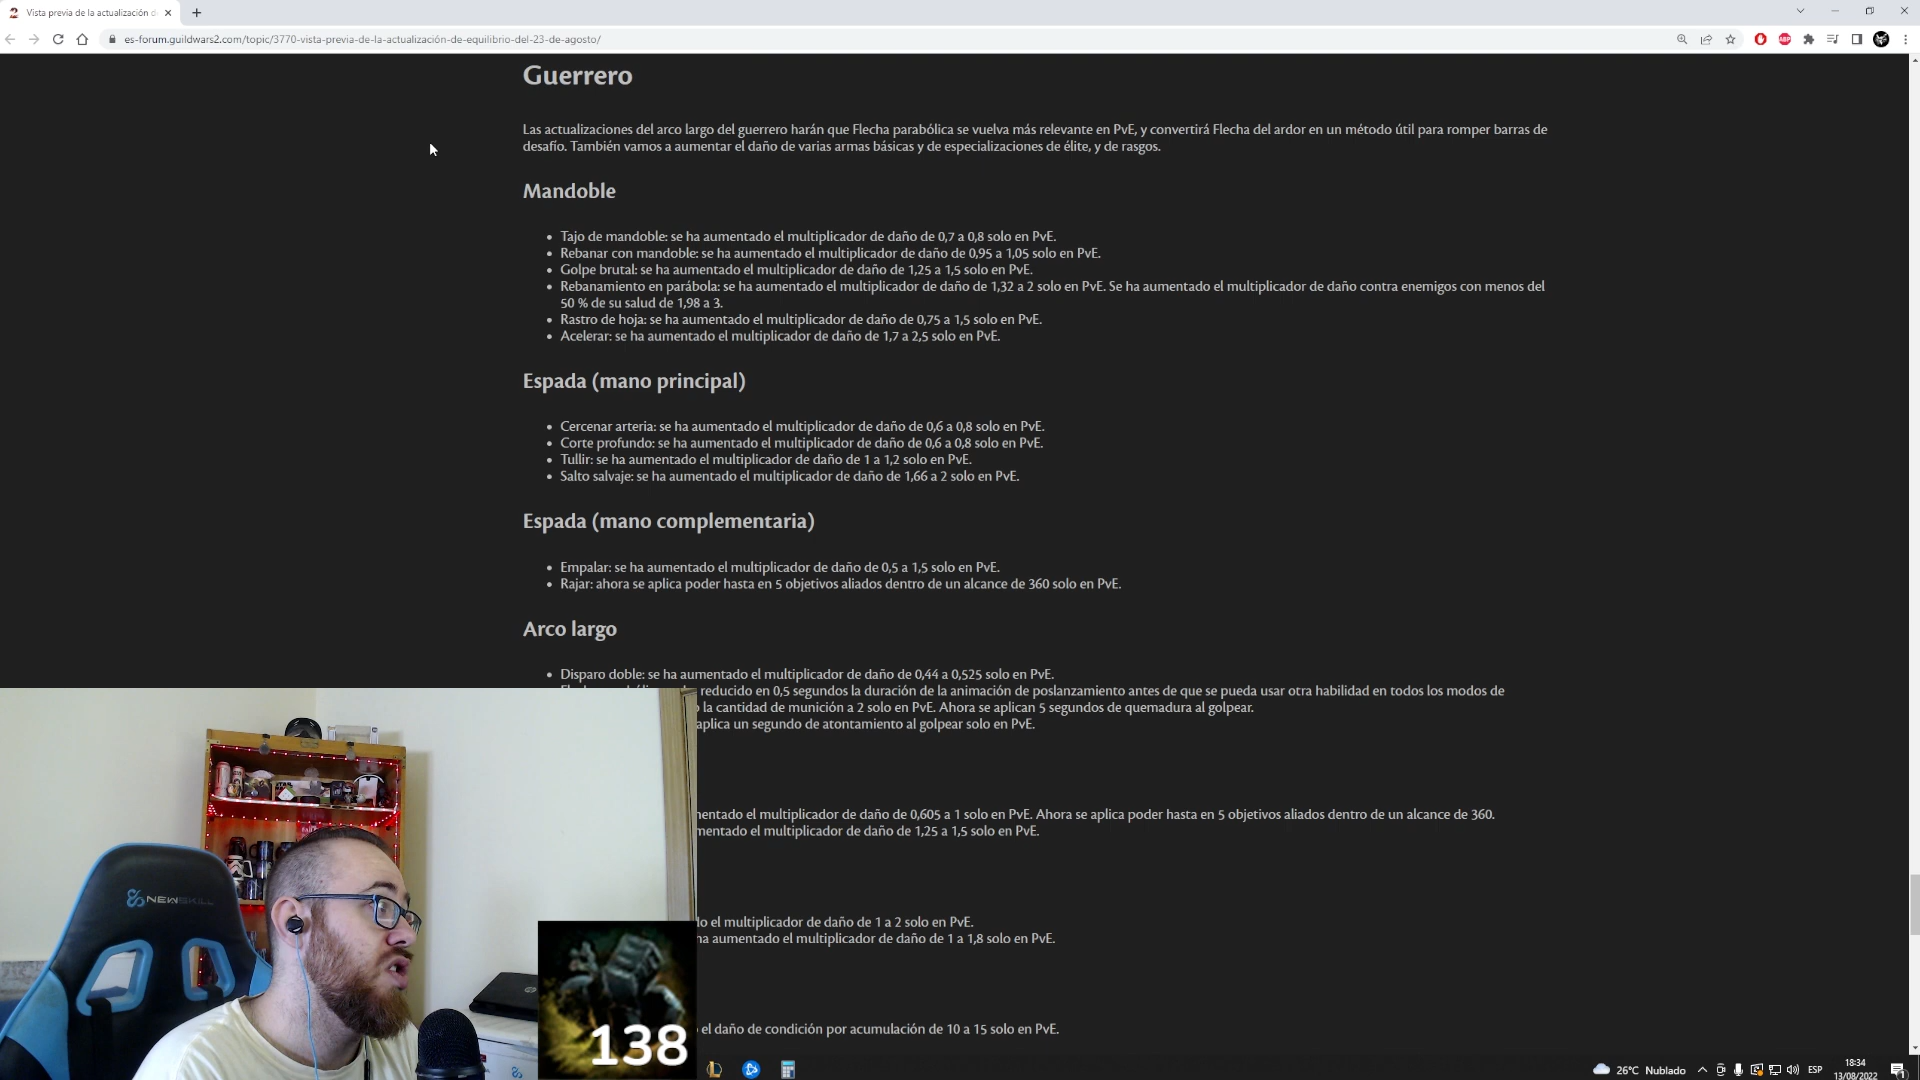 Vista previa de la actualización d
es-forum.guildwars2.com/topic/3770-vista-previa-de-la-actualización-de-equilibrio-del-23-de-agosto/
ABP
Guerrero
Las actualizaciones del arco largo del guerrero harán que Flecha parabólica se vuelva más relevante en PvE, y convertirá Flecha del ardor en un método útil para romper barras de
desafío. También vamos a aumentar el daño de varias armas básicas y de especializaciones de élite, y de rasgos.
Mandoble
• Tajo de mandoble: se ha aumentado el multiplicador de daño de 0,7 a 0,8 solo en PvE.
• Rebanar con mandoble: se ha aumentado el multiplicador de daño de 0,95 a 1,05 solo en PvE.
• Golpe brutal: se ha aumentado el multiplicador de daño de 1,25 a 1,5 solo en PvE.
• Rebanamiento en parábola: se ha aumentado el multiplicador de daño de 1,32 a 2 solo en PvE. Se ha aumentado el multiplicador de daño contra enemigos con menos del
50 % de su salud de 1,98 a 3.
• Rastro de hoja: se ha aumentado el multiplicador de daño de 0,75 a 1,5 solo en PvE.
• Acelerar: se ha aumentado el multiplicador de daño de 1,7 a 2,5 solo en PvE.
Espada (mano principal)
• Cercenar arteria: se ha aumentado el multiplicador de daño de 0,6 a 0,8 solo en PvE.
• Corte profundo: se ha aumentado el multiplicador de daño de 0,6 a 0,8 solo en PvE.
• Tullir: se ha aumentado el multiplicador de daño de 1 a 1,2 solo en PvE.
• Salto salvaje: se ha aumentado el multiplicador de daño de 1,66 a 2 solo en PvE.
Espada (mano complementaria)
• Empalar: se ha aumentado el multiplicador de daño de 0,5 a 1,5 solo en PvE.
• Rajar: ahora se aplica poder hasta en 5 objetivos aliados dentro de un alcance de 360 solo en PvE.
Arco largo
• Disparo doble: se ha aumentado el multiplicador de daño de 0,44 a 0,525 solo en PvE.
reducido en 0,5 segundos la duración de la animación de poslanzamiento antes de que se pueda usar otra habilidad en todos los modos de
la cantidad de munición a 2 solo en PvE. Ahora se aplican 5 segundos de quemadura al golpear.
aplica un segundo de atontamiento al golpear solo en PvE.
mentado el multiplicador de daño de 0,605 a 1 solo en PvE. Ahora se aplica poder hasta en 5 objetivos aliados dentro de un alcance de 360.
mentado el multiplicador de daño de 1,25 a 1,5 solo en PvE.
lo el multiplicador de daño de 1 a 2 solo en PvE.
ha aumentado el multiplicador de daño de 1 a 1,8 solo en PvE.
el daño de condición por acumulación de 10 a 15 solo en PvE.
NEWSKILL
138
26°C Nublado
ESP
18:34
13/08/2022